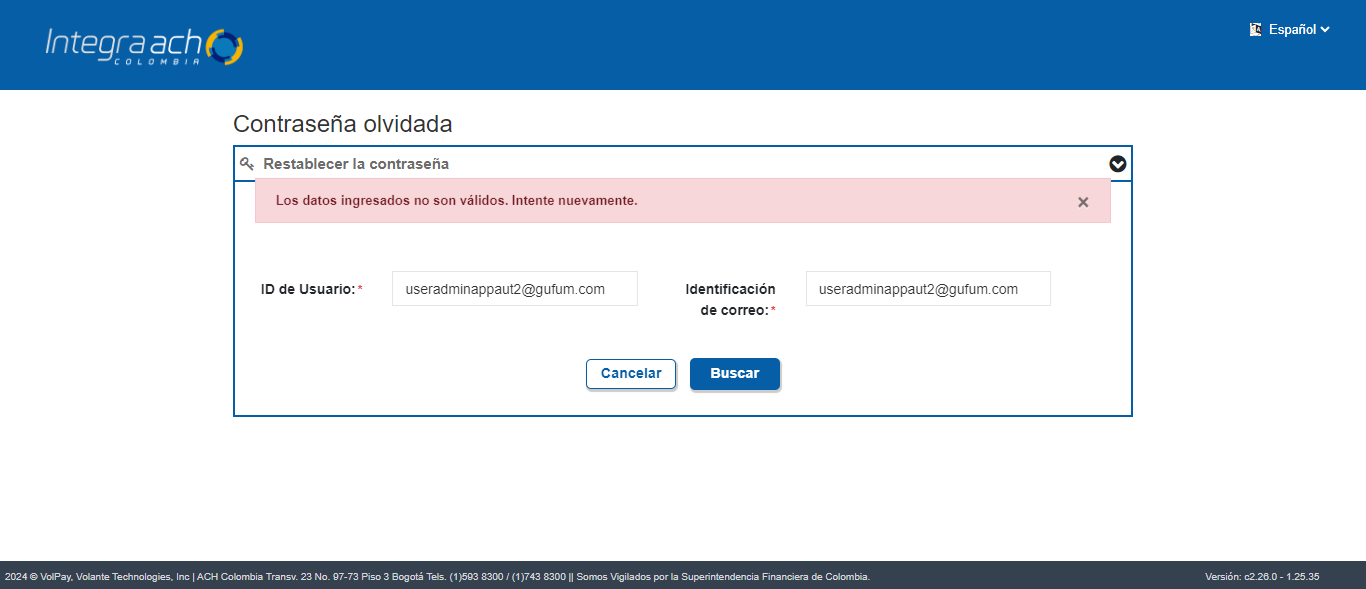 Integra ach
COLOMBIA
Español
Contraseña olvidada
Restablecer la contraseña
Los datos ingresados no son válidos. Intente nuevamente.
×
ID de Usuario:*
useradminappaut2@gufum.com
Identificación
de correo:*
useradminappaut2@gufum.com
Cancelar
Buscar
2024 © VolPay, Volante Technologies, Inc | ACH Colombia Transv. 23 No. 97-73 Piso 3 Bogotá Tels. (1)593 8300 / (1)743 8300 || Somos Vigilados por la Superintendencia Financiera de Colombia.
Versión: c2.26.0 - 1.25.35